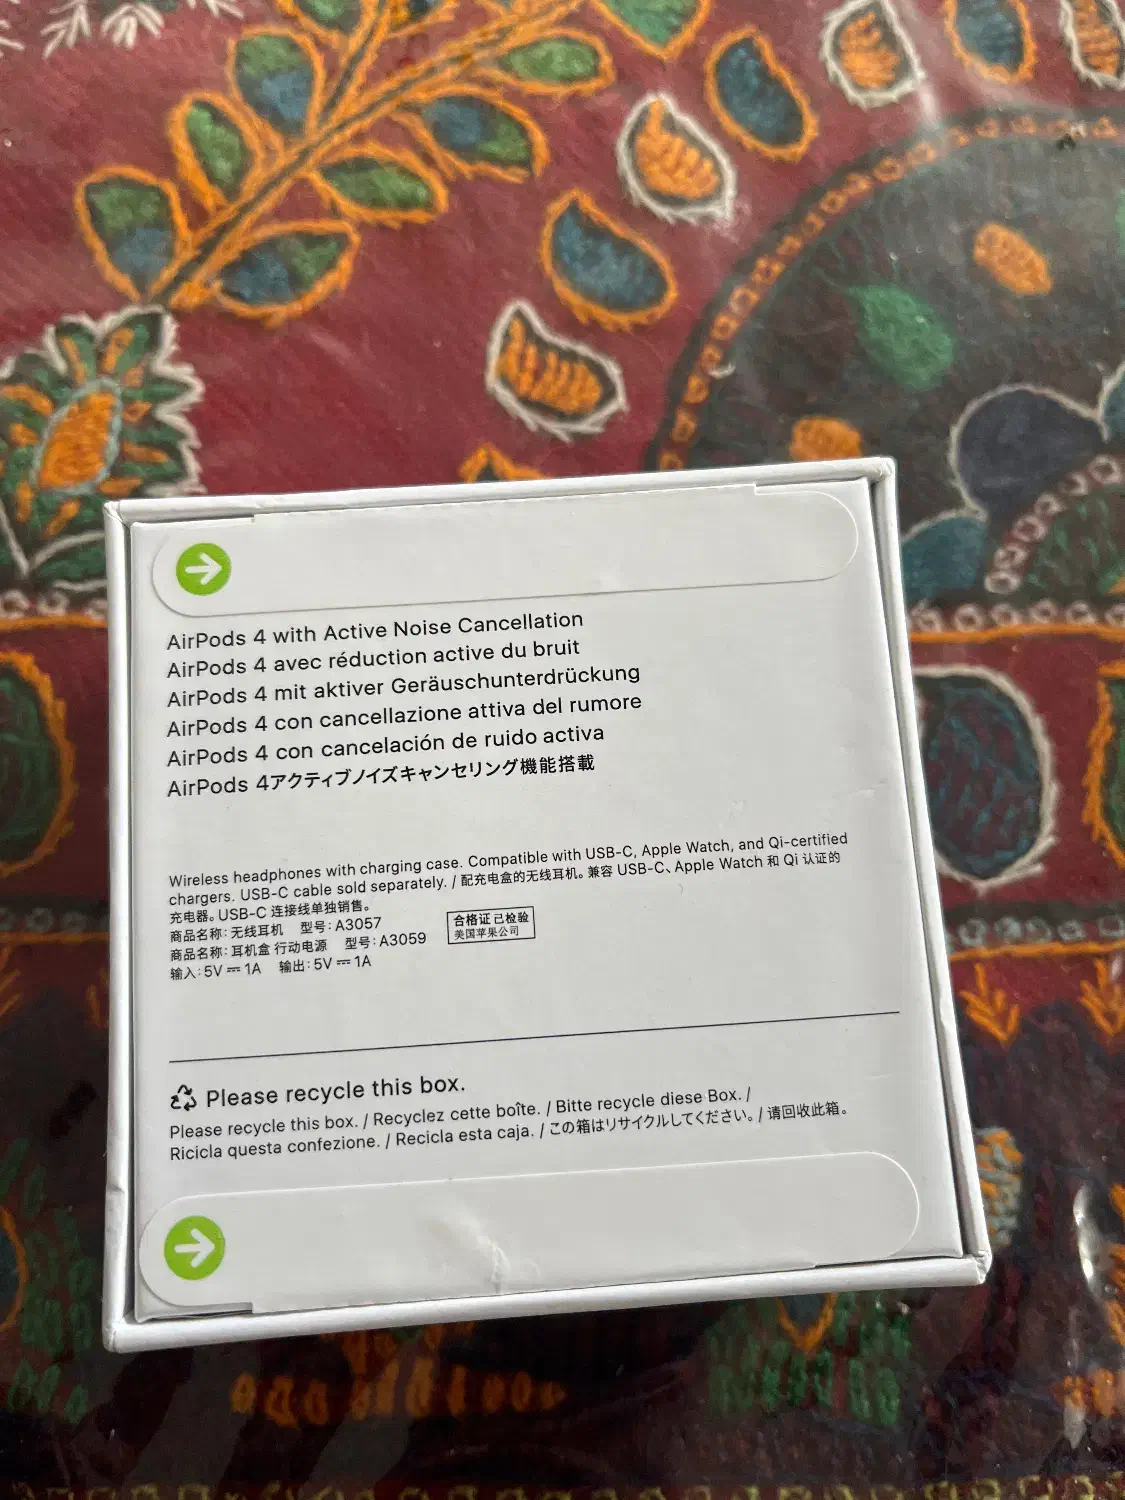 AirPods 4 with Active Noise Cancellation
AirPods 4 avec réduction active du bruit
AirPods 4 mit aktiver Geräuschunterdrückung
AirPods 4 con cancellazione attiva del rumore
AirPods 4 con cancelación de ruido activa
AirPods 4アクティブノイズキャンセリング機能搭載
Wireless headphones with charging case. Compatible with USB-C, Apple Watch, and Qi-certified
chargers. USB-C cable sold separately. / 配充电盒的无线耳机。兼容 USB-C、Apple Watch 和 Qi 认证的
充电器。USB-C 连接线单独销售。
商品名称：无线耳机 型号：A3057
商品名称：耳机盒 行动电源 型号：A3059
输入：5V ⎓ 1A 输出：5V ⎓ 1A
合格证 已检验
美国苹果公司
Please recycle this box.
Please recycle this box. / Recyclez cette boîte. / Bitte recycle diese Box. /
Ricicla questa confezione. / Recicla esta caja. / この箱はリサイクルしてください。/ 请回收此箱。